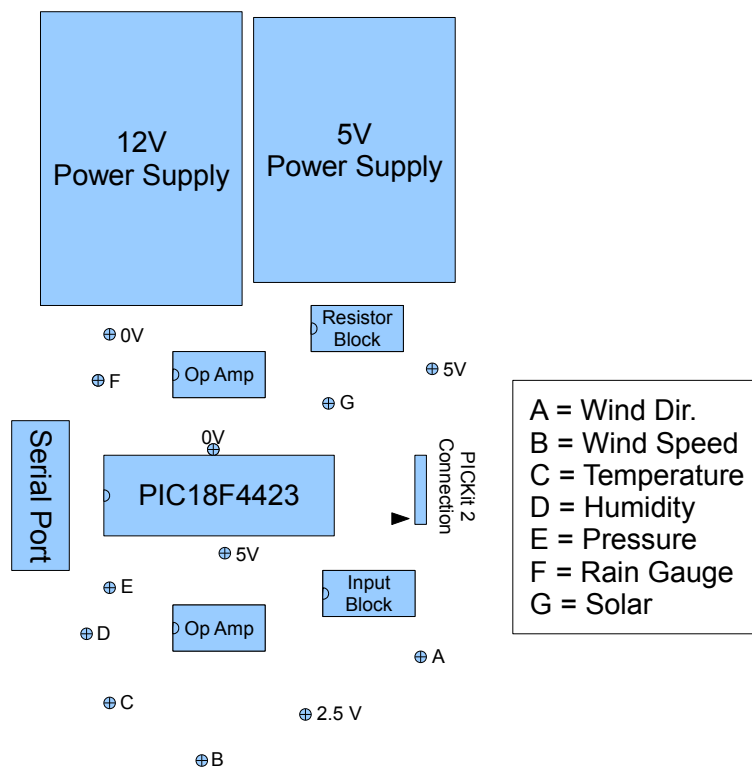 12V
Power Supply
5V
Power Supply
Resistor
Block
0V
5V
F
Op Amp
G
0V
Serial Port
PIC18F4423
PICKit 2
Connection
5V
E
Input
Block
D
Op Amp
A
C
2.5 V
B
A = Wind Dir.
B = Wind Speed
C = Temperature
D = Humidity
E = Pressure
F = Rain Gauge
G = Solar